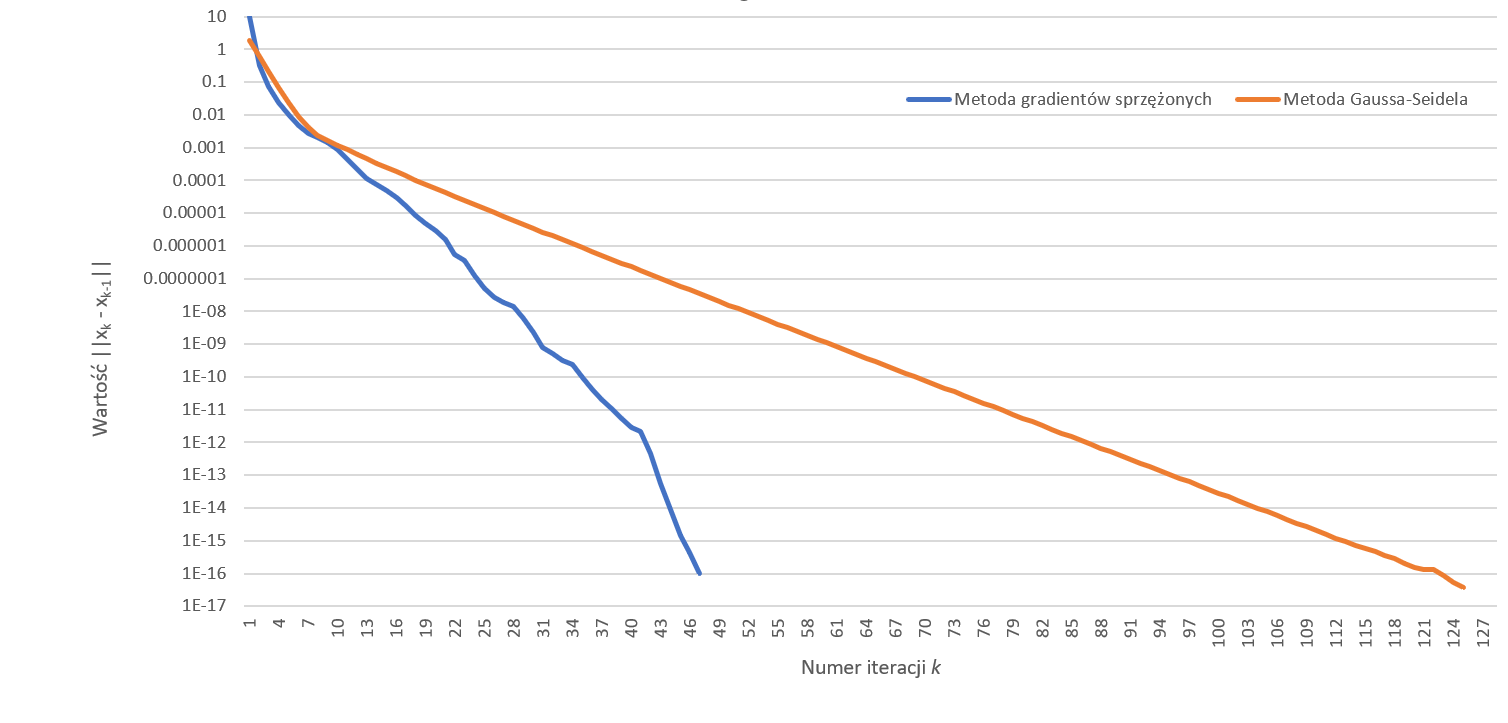 10
1
0.1
0.01
0.001
0.0001
0.00001
0.000001
0.0000001
1E-08
1E-09
1E-10
1E-11
1E-12
1E-13
1E-14
1E-15
1E-16
1E-17
Wartość ||xk - xk-1||
Metoda gradientów sprzężonych Metoda Gaussa-Seidela
1 4 7 10 13 16 19 22 25 28 31 34 37 40 43 46 49 52 55 58 61 64 67 70 73 76 79 82 85 88 91 94 97 100 103 106 109 112 115 118 121 124 127
Numer iteracji k